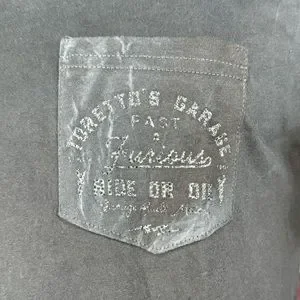 TORETTO'S GARAGE
FAST
&
Furious
RIDE OR DIE